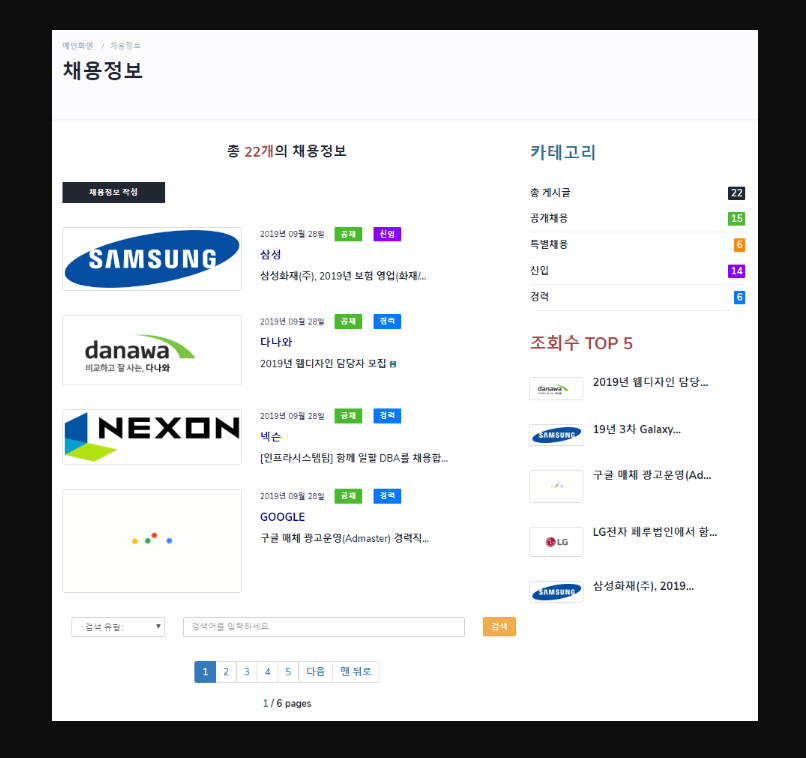 메인화면 / 채용정보
채용정보
총 22개의 채용정보
채용정보 작성
SAMSUNG
2019년 09월 28일 공채 신입
삼성
삼성화재(주), 2019년 보험 영업(화재/...
danawa
비교하고 잘 사는, 다나와
2019년 09월 28일 공채 경력
다나와
2019년 웹디자인 담당자 모집
NEXON
2019년 09월 28일 공채 경력
넥슨
[인프라시스템팀] 함께 일할 DBA를 채용합...
2019년 09월 28일 공채 경력
GOOGLE
구글 매체 광고운영(Admaster) 경력직...
::검색 유형:: 검색어를 입력하세요 검색
1 2 3 4 5 다음 맨 뒤로
1 / 6 pages
카테고리
총 게시글 22
공개채용 15
특별채용 6
신입 14
경력 6
조회수 TOP 5
danawa
2019년 웹디자인 담당...
SAMSUNG
19년 3차 Galaxy...
구글 매체 광고운영(Ad...
LG
LG전자 페루법인에서 함...
SAMSUNG
삼성화재(주), 2019...